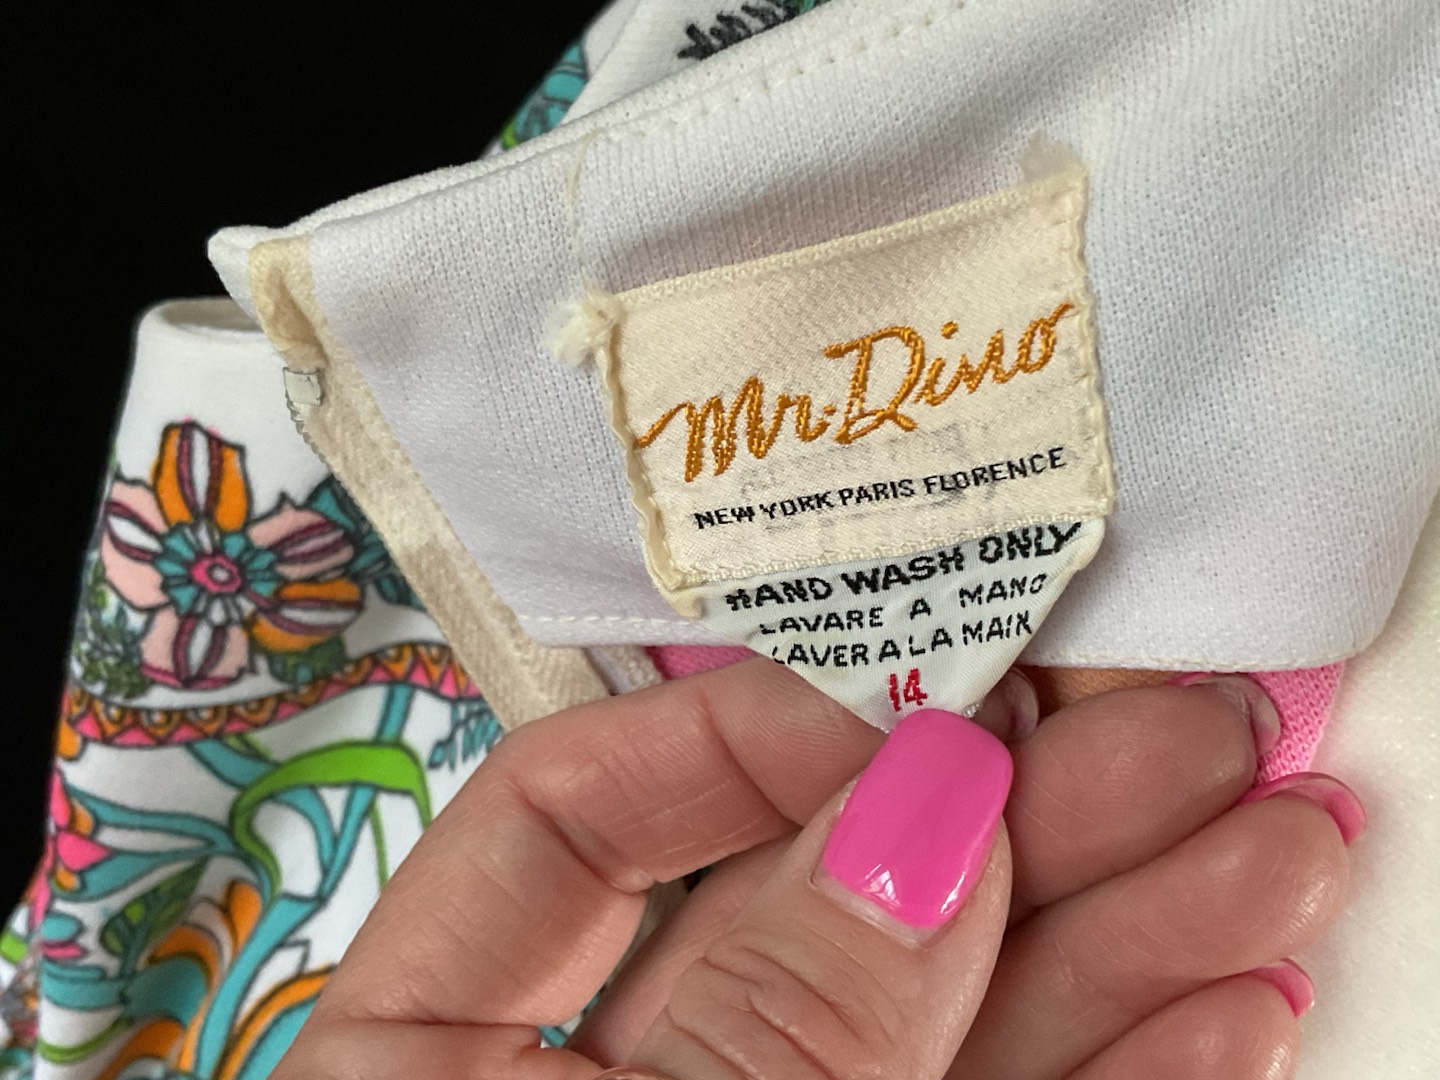 Mr. Dino
NEW YORK PARIS FLORENCE
HAND WASH ONLY
LAVARE A MANO
LAVER A LA MAIN
14